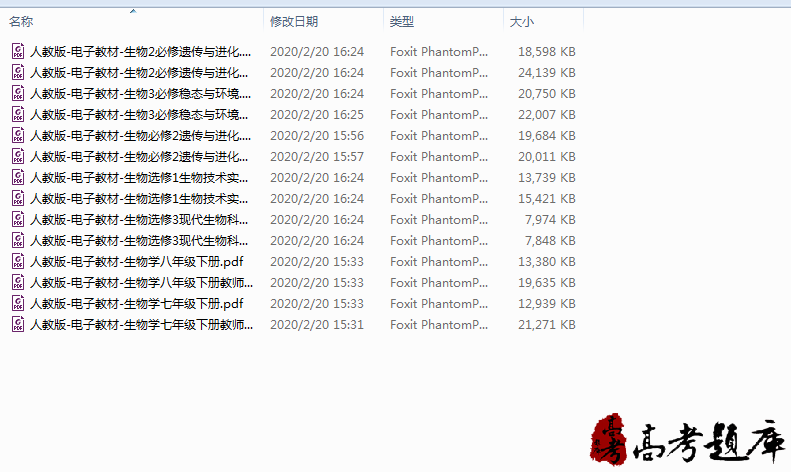 名称 修改日期 类型 大小
人教版-电子教材-生物2必修遗传与进化.... 2020/2/20 16:24 Foxit PhantomP... 18,598 KB
人教版-电子教材-生物2必修遗传与进化.... 2020/2/20 16:24 Foxit PhantomP... 24,139 KB
人教版-电子教材-生物3必修稳态与环境.... 2020/2/20 16:24 Foxit PhantomP... 20,750 KB
人教版-电子教材-生物3必修稳态与环境.... 2020/2/20 16:25 Foxit PhantomP... 22,007 KB
人教版-电子教材-生物必修2遗传与进化.... 2020/2/20 15:56 Foxit PhantomP... 19,684 KB
人教版-电子教材-生物必修2遗传与进化.... 2020/2/20 15:57 Foxit PhantomP... 20,011 KB
人教版-电子教材-生物选修1生物技术实... 2020/2/20 16:24 Foxit PhantomP... 13,739 KB
人教版-电子教材-生物选修1生物技术实... 2020/2/20 16:24 Foxit PhantomP... 15,421 KB
人教版-电子教材-生物选修3现代生物科... 2020/2/20 16:24 Foxit PhantomP... 7,974 KB
人教版-电子教材-生物选修3现代生物科... 2020/2/20 16:24 Foxit PhantomP... 7,848 KB
人教版-电子教材-生物学八年级下册.pdf 2020/2/20 15:33 Foxit PhantomP... 13,380 KB
人教版-电子教材-生物学八年级下册教师... 2020/2/20 15:33 Foxit PhantomP... 19,635 KB
人教版-电子教材-生物学七年级下册.pdf 2020/2/20 15:33 Foxit PhantomP... 12,939 KB
人教版-电子教材-生物学七年级下册教师... 2020/2/20 15:31 Foxit PhantomP... 21,271 KB
高考 高考题库